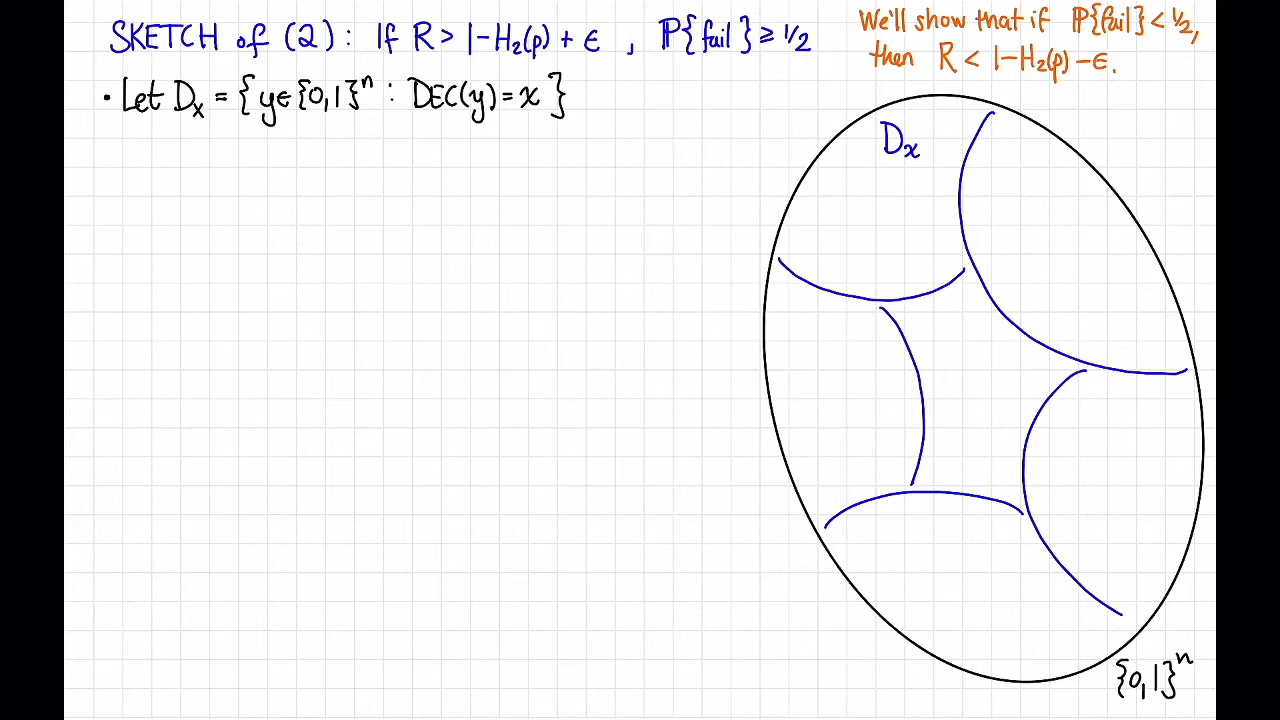 SKETCH of (2): If R > 1-H₂(p) + ε , ℙ{fail} ≥ 1/2
We'll show that if ℙ{fail} < 1/2,
then R < 1-H₂(p) - ε.
• Let Dₓ = { y ∈ {0,1}ⁿ : DEC(y) = x }
Dₓ
{0,1}ⁿ